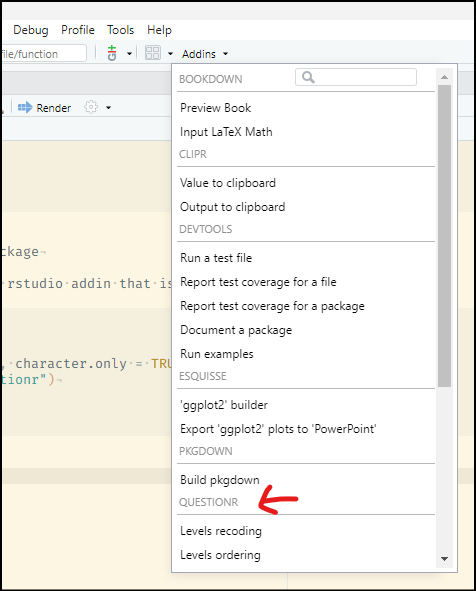 Debug Profile Tools Help
file/function Addins
BOOKDOWN
Render
Preview Book
Input LaTeX Math
CLIPR
Value to clipboard
Output to clipboard
DEVTOOLS
ckage¬
Run a test file
rstudio·addin·that·is
Report test coverage for a file
Report test coverage for a package
Document a package
Run examples
,·character.only·=·TRU
ESQUISSE
tionr")¬
'ggplot2' builder
Export 'ggplot2' plots to 'PowerPoint'
PKGDOWN
Build pkgdown
QUESTIONR
Levels recoding
Levels ordering